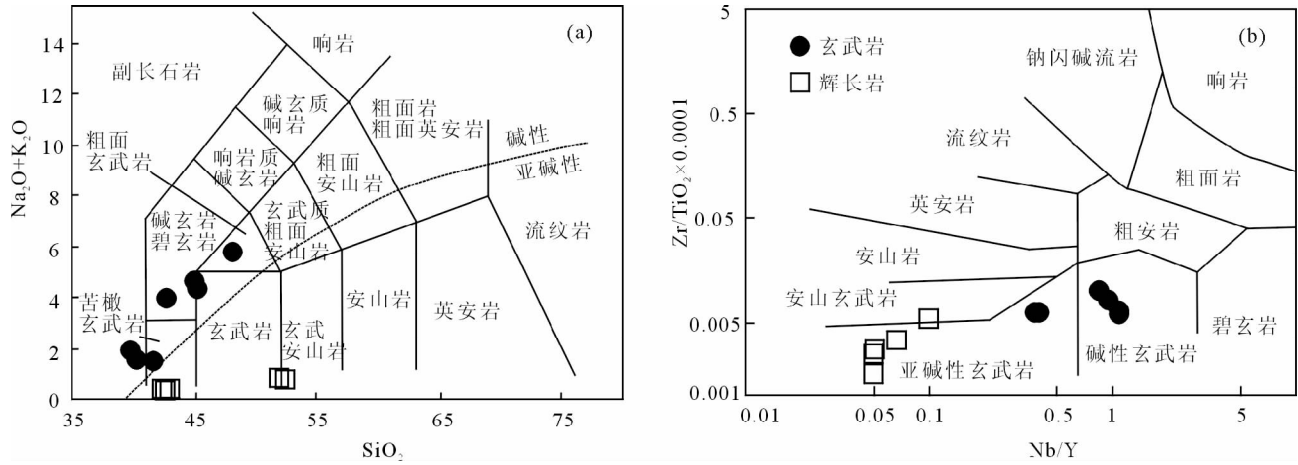 (a)
Na₂O+K₂O
14
12
10
8
6
4
2
0
35
45
55
65
75
SiO₂
响岩
副长石岩
碱玄质
响岩
粗面岩
粗面英安岩
粗面
玄武岩
响岩质
碱玄岩
粗面
安山岩
碱性
亚碱性
碱玄岩
碧玄岩
玄武质
粗面
安山岩
流纹岩
苦橄
玄武岩
玄武岩
玄武
安山岩
安山岩
英安岩
(b)
Zr/TiO₂×0.0001
5
0.5
0.05
0.005
0.001
0.01
0.05
0.1
0.5
1
5
Nb/Y
玄武岩
辉长岩
钠闪碱流岩
响岩
流纹岩
粗面岩
英安岩
粗安岩
安山岩
安山玄武岩
碧玄岩
亚碱性玄武岩
碱性玄武岩